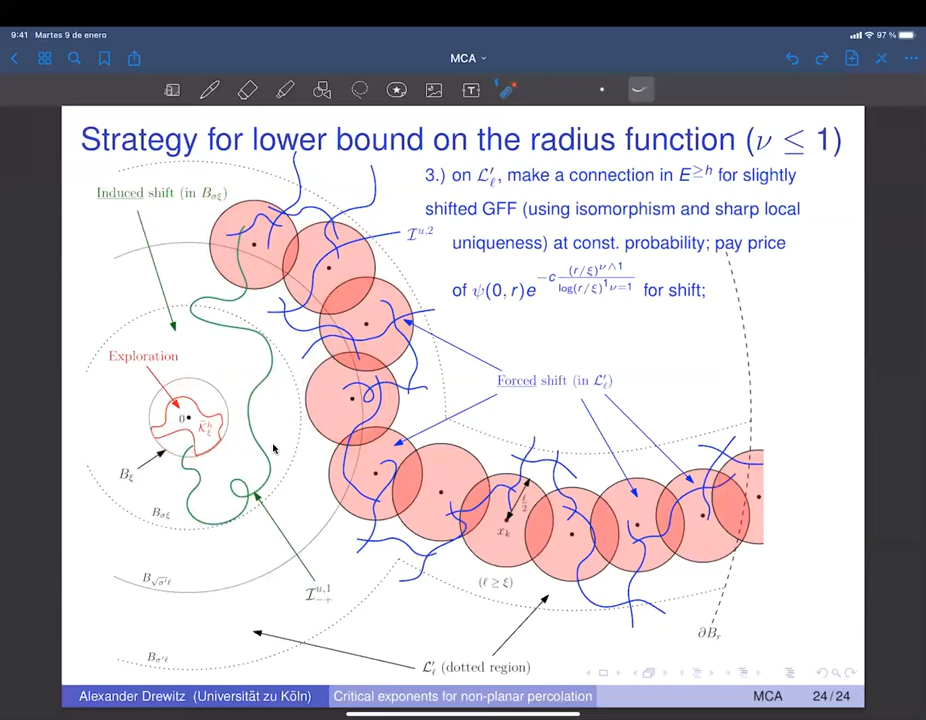 9:41 Martes 9 de enero
97 %
MCA
Strategy for lower bound on the radius function (ν ≤ 1)
3.) on 𝓛′ℓ, make a connection in E^{≥h} for slightly
shifted GFF (using isomorphism and sharp local
uniqueness) at const. probability; pay price
of ψ(0, r)e^{−c (r/ξ)^{ν∧1} / log(r/ξ)^{1_{ν=1}}} for shift;
Induced shift (in B_{σξ})
𝓘^{u,2}
Exploration
0
𝒦̃^h_ξ
Forced shift (in 𝓛′ℓ)
B_ξ
B_{σξ}
ℓ/2
x_k
B_{√σ′ℓ}
(ℓ ≥ ξ)
𝓘^{u,1}_{−+}
∂B_r
B_{σ′ℓ}
𝓛′ℓ (dotted region)
Alexander Drewitz (Universität zu Köln) Critical exponents for non-planar percolation MCA 24 / 24